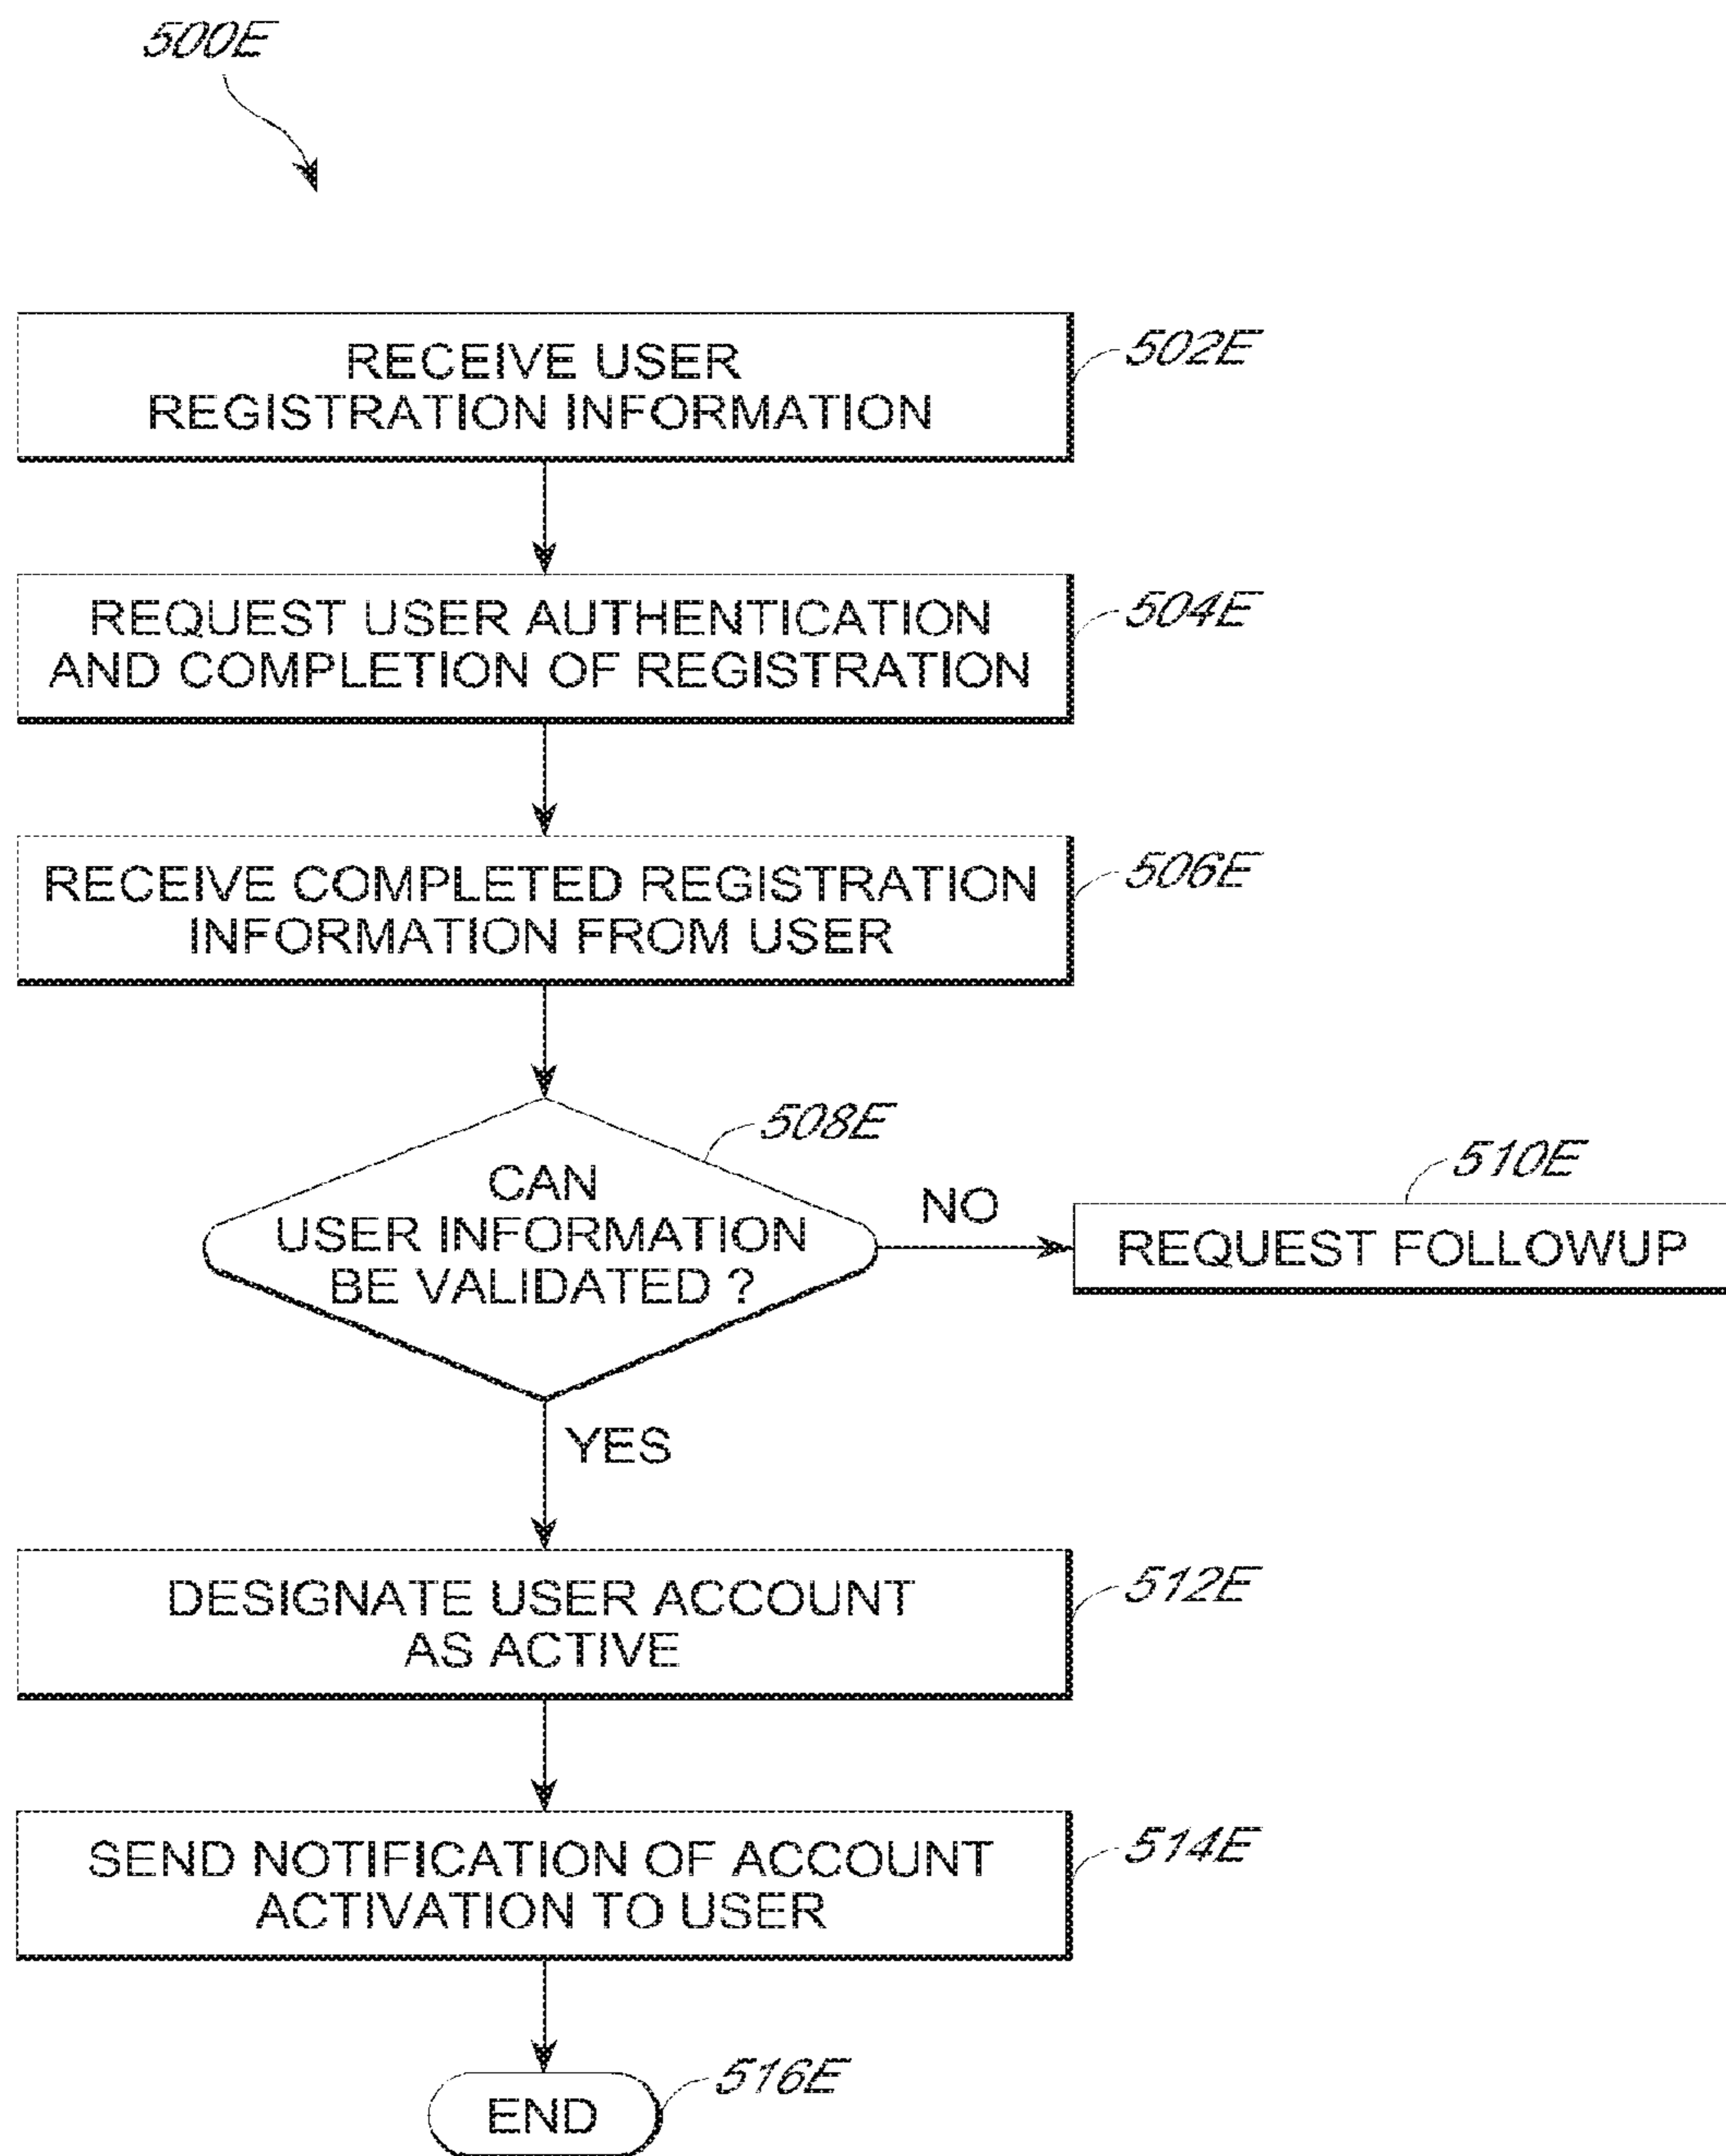 500E
RECEIVE USER
REGISTRATION INFORMATION
502E
REQUEST USER AUTHENTICATION
AND COMPLETION OF REGISTRATION
504E
RECEIVE COMPLETED REGISTRATION
INFORMATION FROM USER
506E
508E
CAN
USER INFORMATION
BE VALIDATED ?
NO
510E
REQUEST FOLLOWUP
YES
DESIGNATE USER ACCOUNT
AS ACTIVE
512E
SEND NOTIFICATION OF ACCOUNT
ACTIVATION TO USER
514E
END
516E